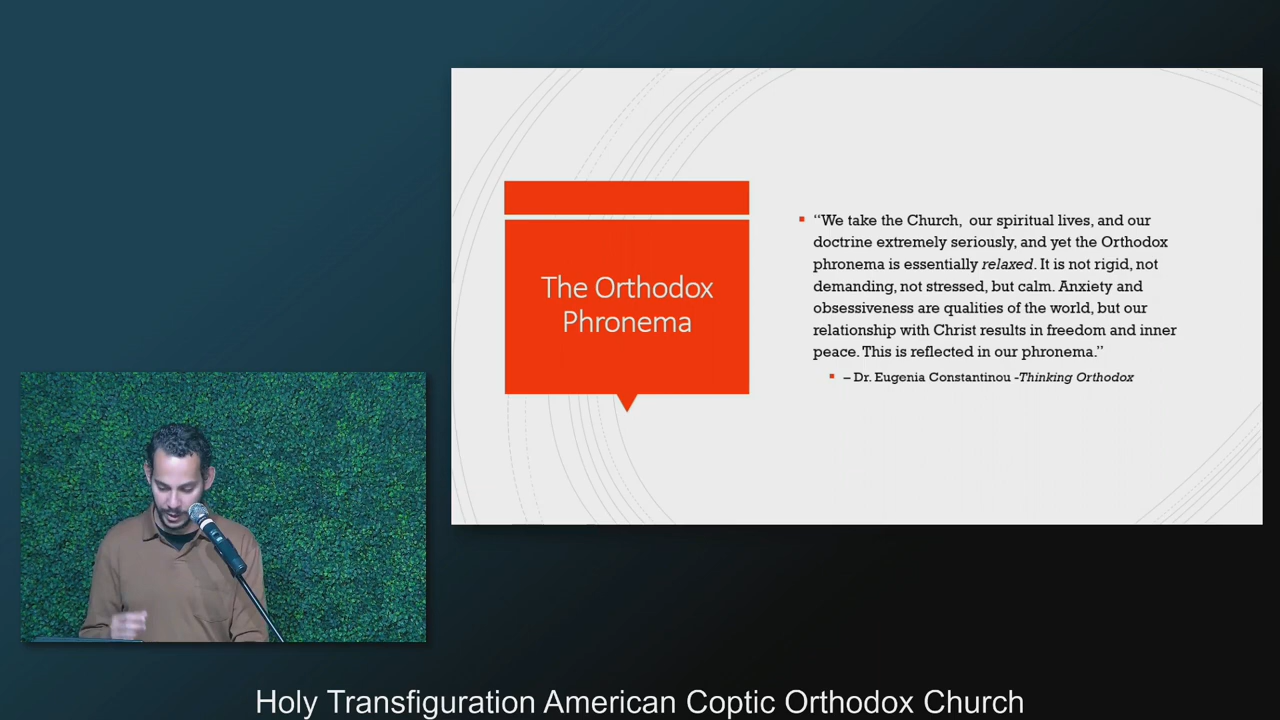 The Orthodox
Phronema
“We take the Church, our spiritual lives, and our
doctrine extremely seriously, and yet the Orthodox
phronema is essentially relaxed. It is not rigid, not
demanding, not stressed, but calm. Anxiety and
obsessiveness are qualities of the world, but our
relationship with Christ results in freedom and inner
peace. This is reflected in our phronema.”
– Dr. Eugenia Constantinou -Thinking Orthodox
Holy Transfiguration American Coptic Orthodox Church